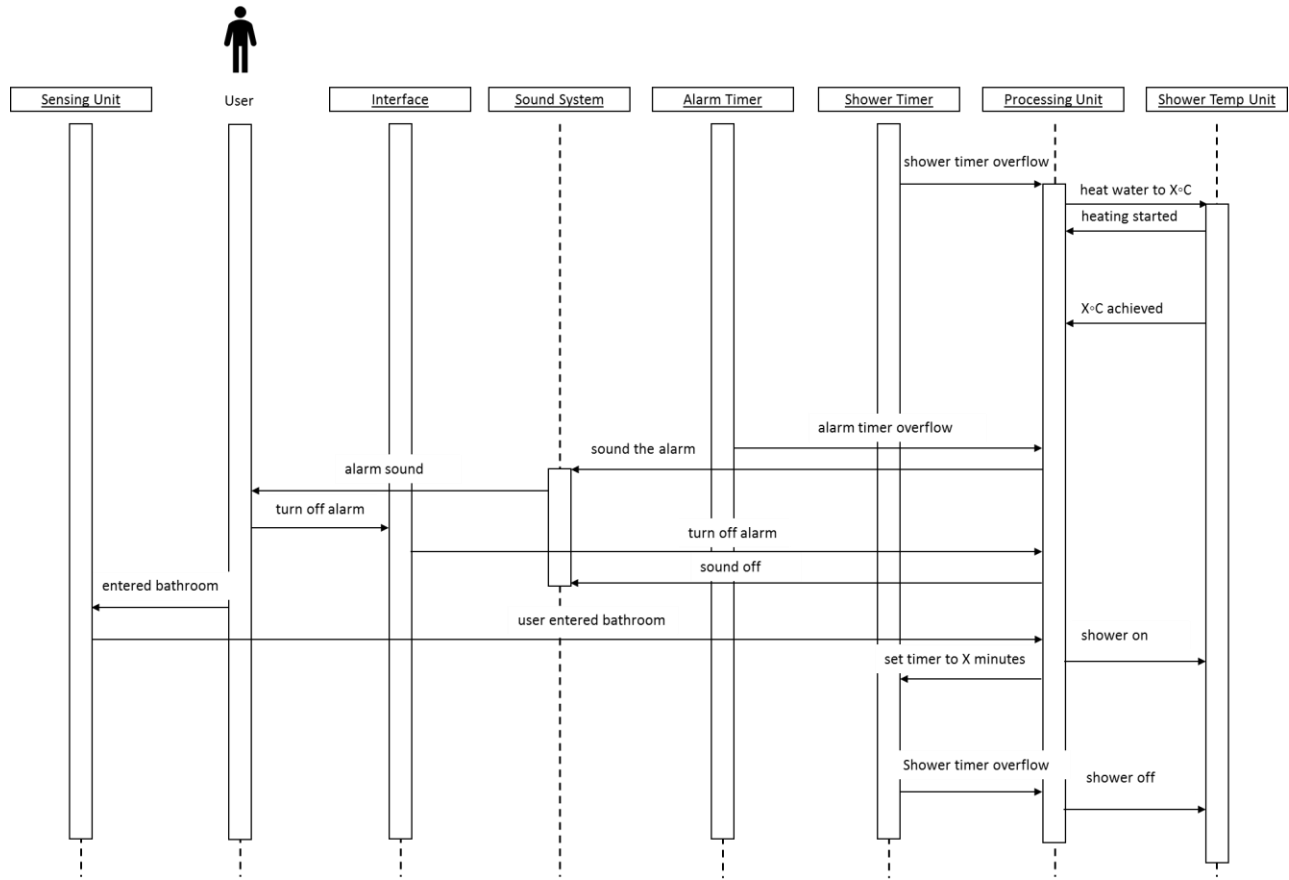 Sensing Unit
User
Interface
Sound System
Alarm Timer
Shower Timer
Processing Unit
Shower Temp Unit
shower timer overflow
heat water to X◦C
heating started
X◦C achieved
alarm timer overflow
sound the alarm
alarm sound
turn off alarm
turn off alarm
sound off
entered bathroom
user entered bathroom
shower on
set timer to X minutes
Shower timer overflow
shower off